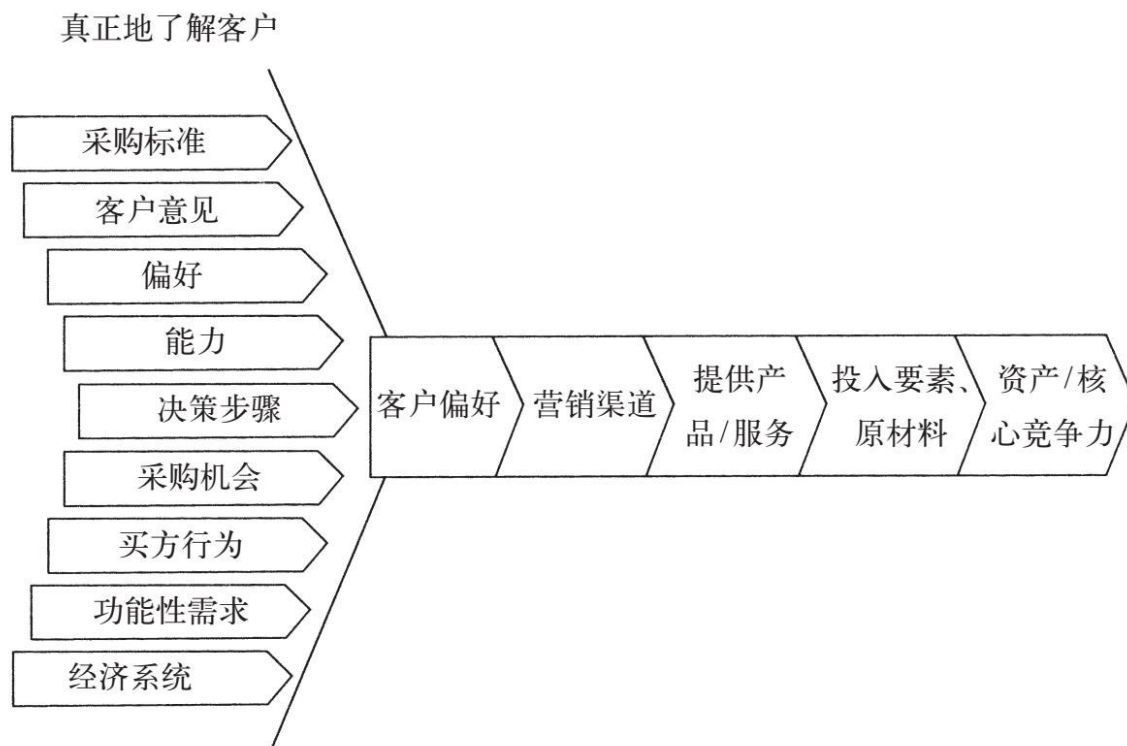 真正地了解客户
采购标准
客户意见
偏好
能力
决策步骤
采购机会
买方行为
功能性需求
经济系统
客户偏好
营销渠道
提供产
品/服务
投入要素、
原材料
资产/核
心竞争力